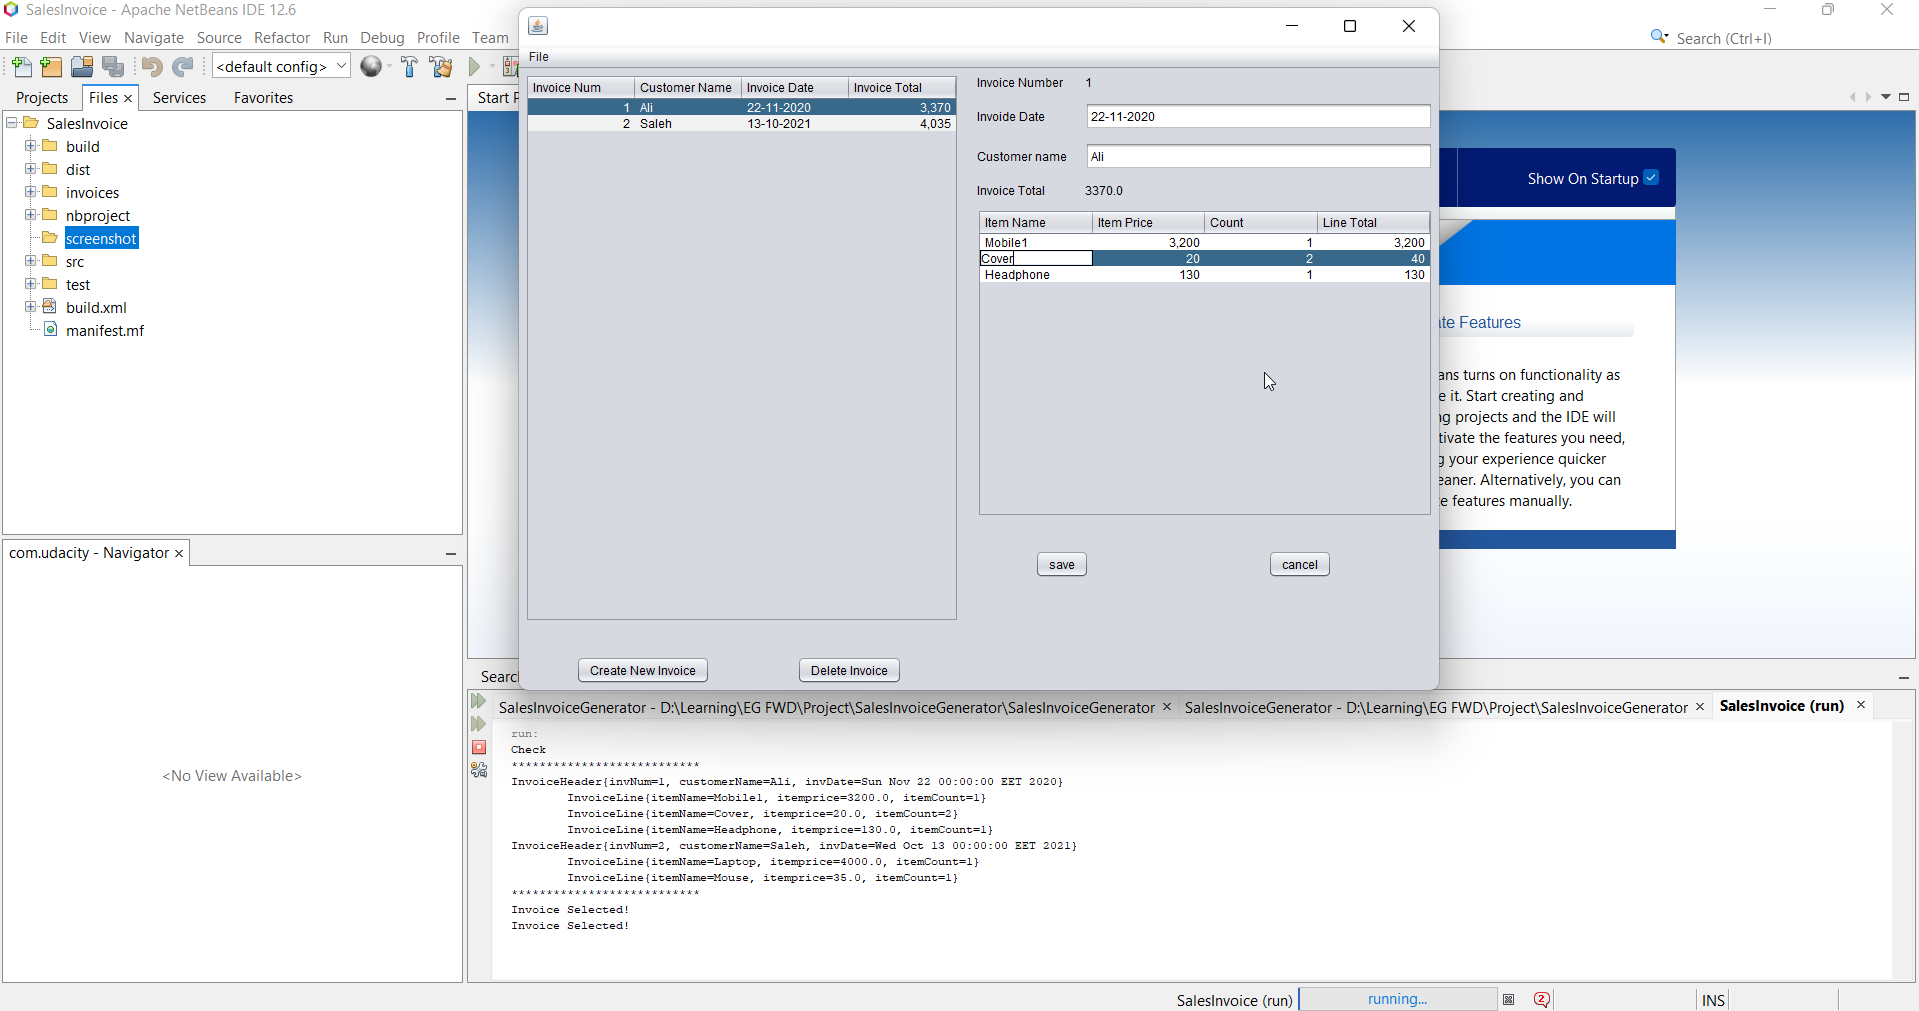 SalesInvoice - Apache NetBeans IDE 12.6
File Edit View Navigate Source Refactor Run Debug Profile Team
Search (Ctrl+I)
<default config>
Projects Files Services Favorites
Start P
SalesInvoice
build
dist
invoices
nbproject
screenshot
src
test
build.xml
manifest.mf
com.udacity - Navigator
<No View Available>
File
Invoice Num Customer Name Invoice Date Invoice Total
1 Ali 22-11-2020 3,370
2 Saleh 13-10-2021 4,035
Invoice Number 1
Invoide Date 22-11-2020
Customer name Ali
Invoice Total 3370.0
Item Name Item Price Count Line Total
Mobile1 3,200 1 3,200
Cover 20 2 40
Headphone 130 1 130
save cancel
Create New Invoice Delete Invoice
Show On Startup
te Features
ans turns on functionality as
e it. Start creating and
ng projects and the IDE will
tivate the features you need,
g your experience quicker
eaner. Alternatively, you can
e features manually.
Search
SalesInvoiceGenerator - D:\Learning\EG FWD\Project\SalesInvoiceGenerator\SalesInvoiceGenerator SalesInvoiceGenerator - D:\Learning\EG FWD\Project\SalesInvoiceGenerator SalesInvoice (run)
run:
Check
***************************
InvoiceHeader{invNum=1, customerName=Ali, invDate=Sun Nov 22 00:00:00 EET 2020}
InvoiceLine{itemName=Mobile1, itemprice=3200.0, itemCount=1}
InvoiceLine{itemName=Cover, itemprice=20.0, itemCount=2}
InvoiceLine{itemName=Headphone, itemprice=130.0, itemCount=1}
InvoiceHeader{invNum=2, customerName=Saleh, invDate=Wed Oct 13 00:00:00 EET 2021}
InvoiceLine{itemName=Laptop, itemprice=4000.0, itemCount=1}
InvoiceLine{itemName=Mouse, itemprice=35.0, itemCount=1}
***************************
Invoice Selected!
Invoice Selected!
SalesInvoice (run) running... 2 INS